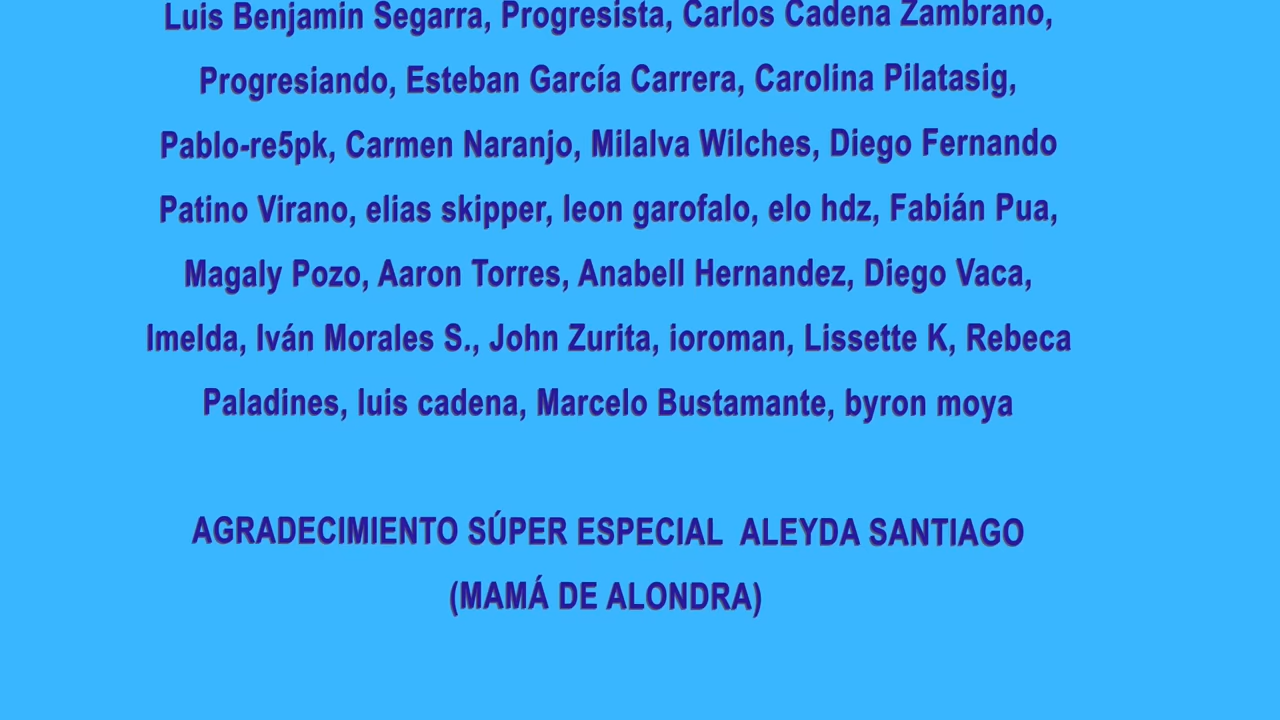 Luis Benjamin Segarra, Progresista, Carlos Cadena Zambrano,
Progresiando, Esteban García Carrera, Carolina Pilatasig,
Pablo-re5pk, Carmen Naranjo, Milalva Wilches, Diego Fernando
Patino Virano, elias skipper, leon garofalo, elo hdz, Fabián Pua,
Magaly Pozo, Aaron Torres, Anabell Hernandez, Diego Vaca,
Imelda, Iván Morales S., John Zurita, ioroman, Lissette K, Rebeca
Paladines, luis cadena, Marcelo Bustamante, byron moya
AGRADECIMIENTO SÚPER ESPECIAL  ALEYDA SANTIAGO
(MAMÁ DE ALONDRA)